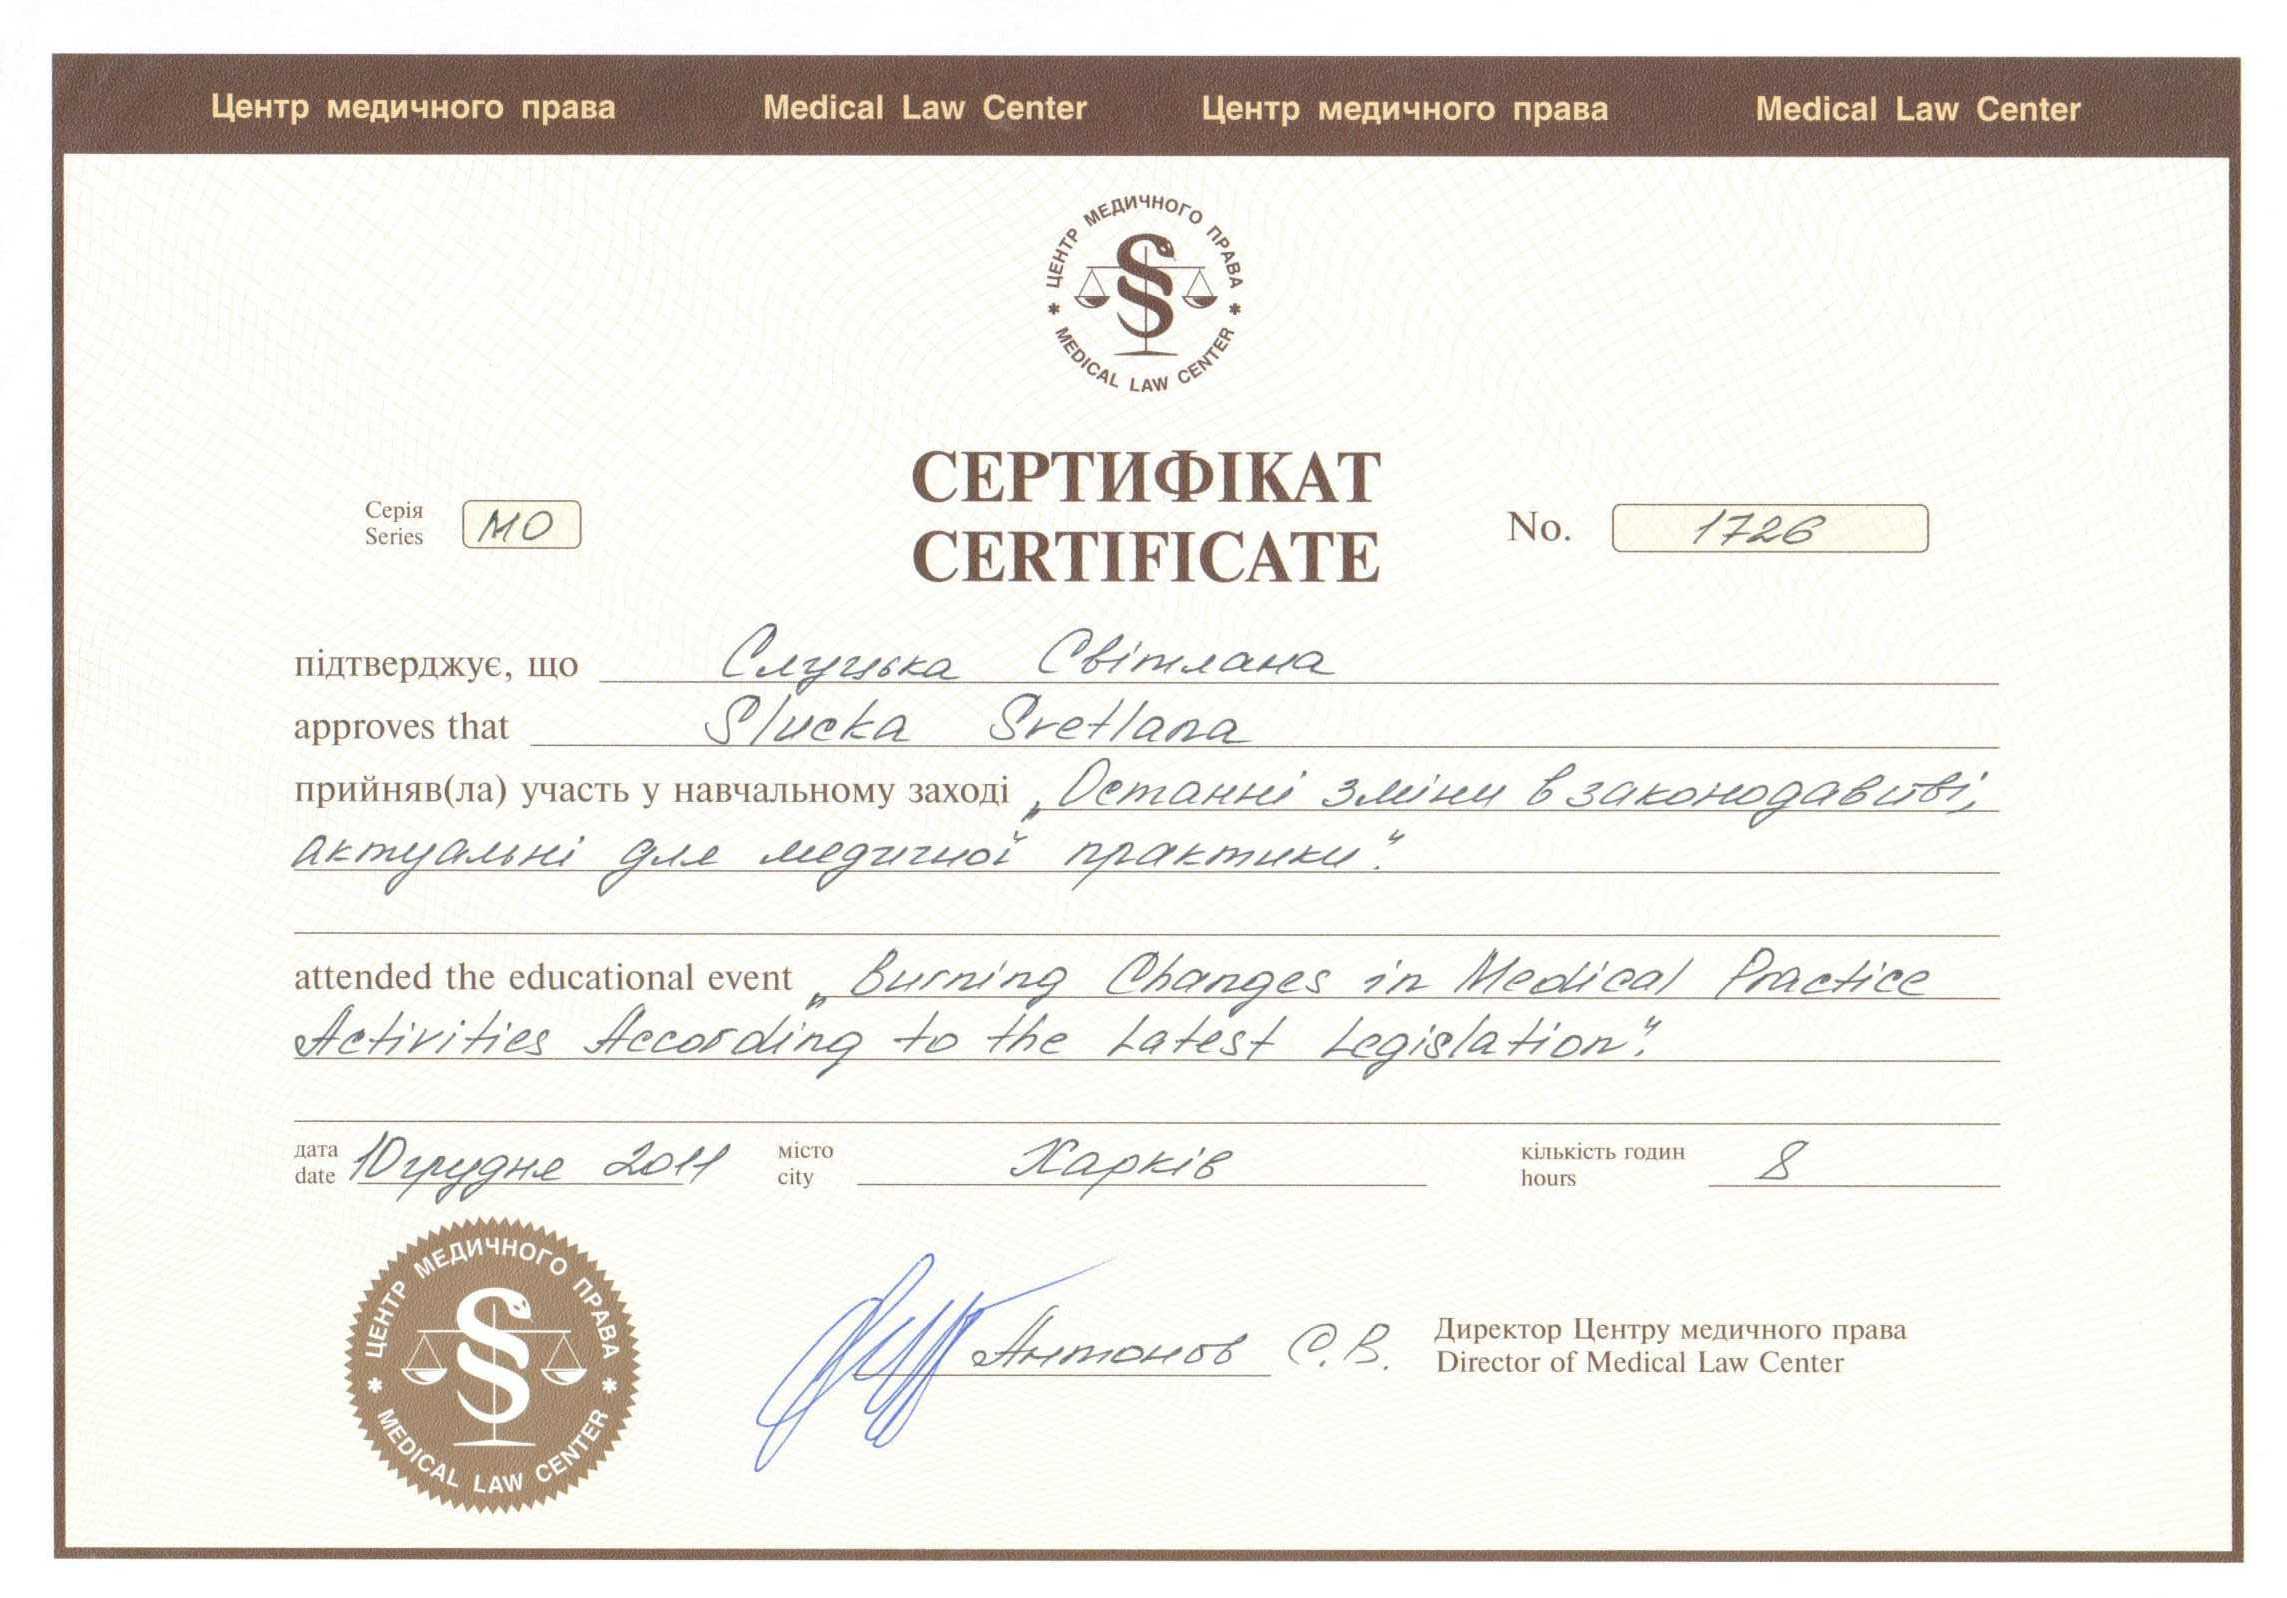 Центр медичного права Medical Law Center Центр медичного права Medical Law Center
ЦЕНТР МЕДИЧНОГО ПРАВА
* MEDICAL LAW CENTER *
СЕРТИФІКАТ
CERTIFICATE
Серія
Series
МО
No. 1726
підтверджує, що Слуцька Світлана
approves that Slucka Svetlana
прийняв(ла) участь у навчальному заході „Останні зміни в законодавстві,
актуальні для медичної практики".
attended the educational event „Burning Changes in Medical Practice
Activities According to the Latest Legislation".
дата
date
10 грудня 2011
місто
city
Харків
кількість годин
hours
8
ЦЕНТР МЕДИЧНОГО ПРАВА
* MEDICAL LAW CENTER *
Антонов С.В.
Директор Центру медичного права
Director of Medical Law Center